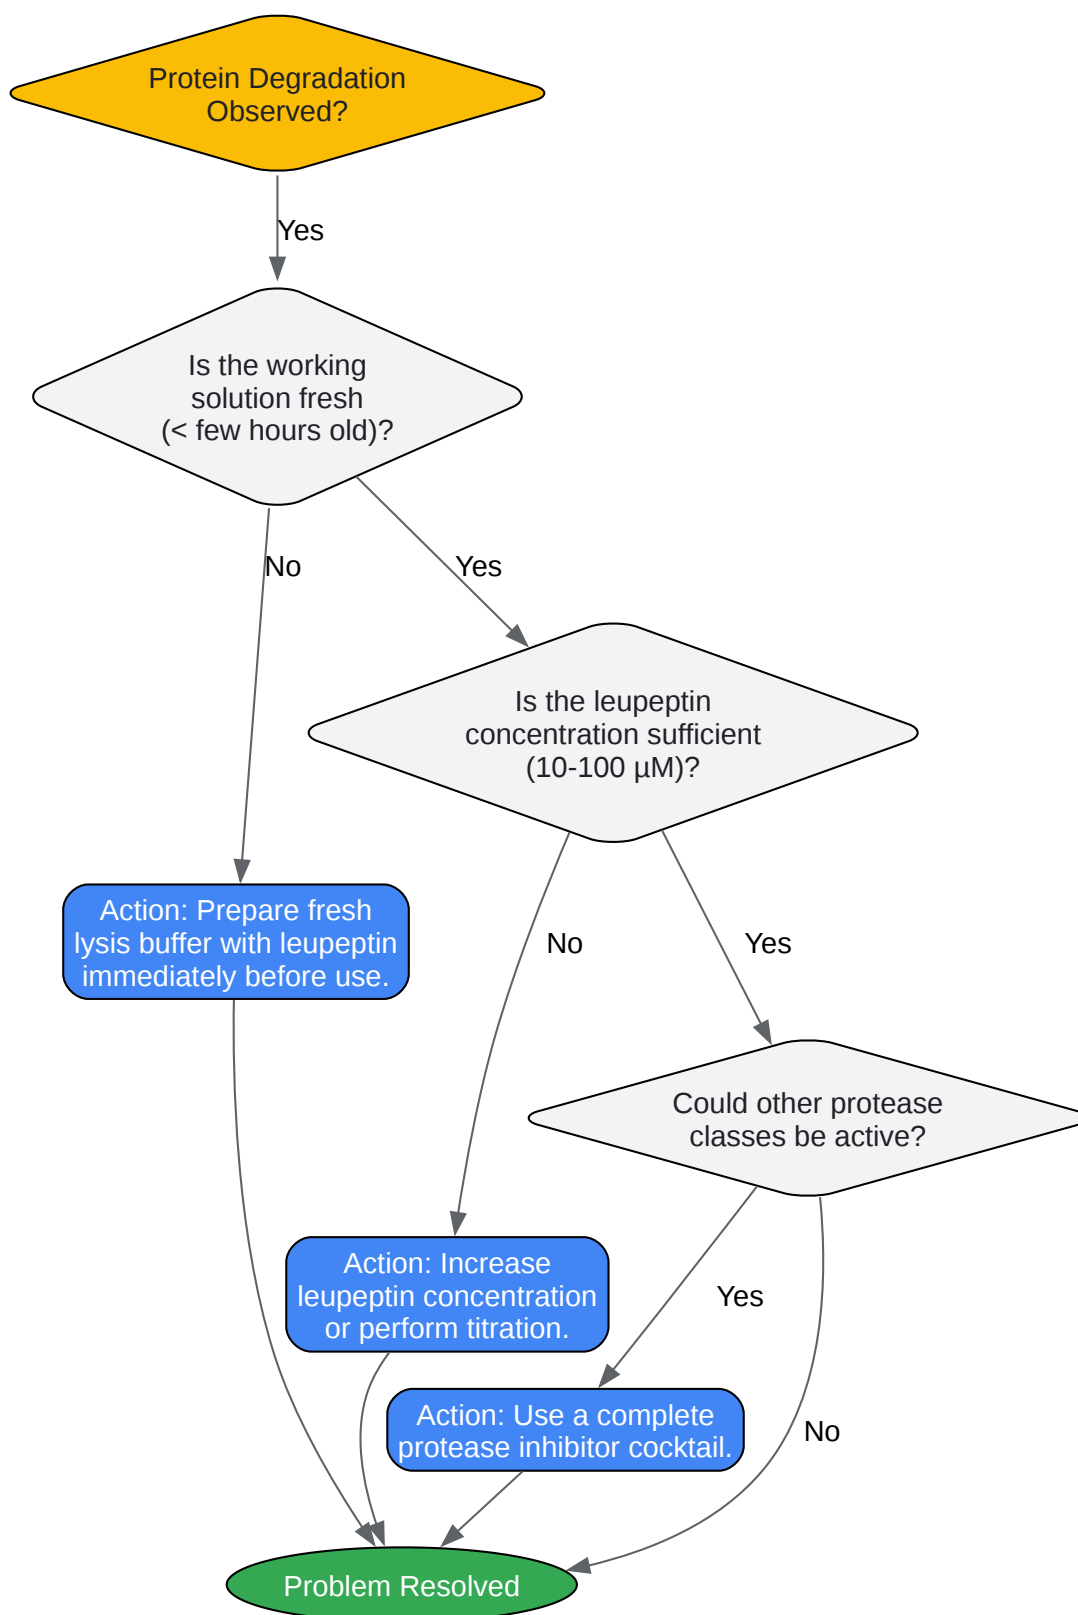 Protein Degradation
Observed?
Yes
Is the working
solution fresh
(< few hours old)?
No
Yes
Is the leupeptin
concentration sufficient
(10-100 µM)?
Action: Prepare fresh
lysis buffer with leupeptin
immediately before use.
No
Yes
Could other protease
classes be active?
Action: Increase
leupeptin concentration
or perform titration.
Yes
Action: Use a complete
protease inhibitor cocktail.
No
Problem Resolved